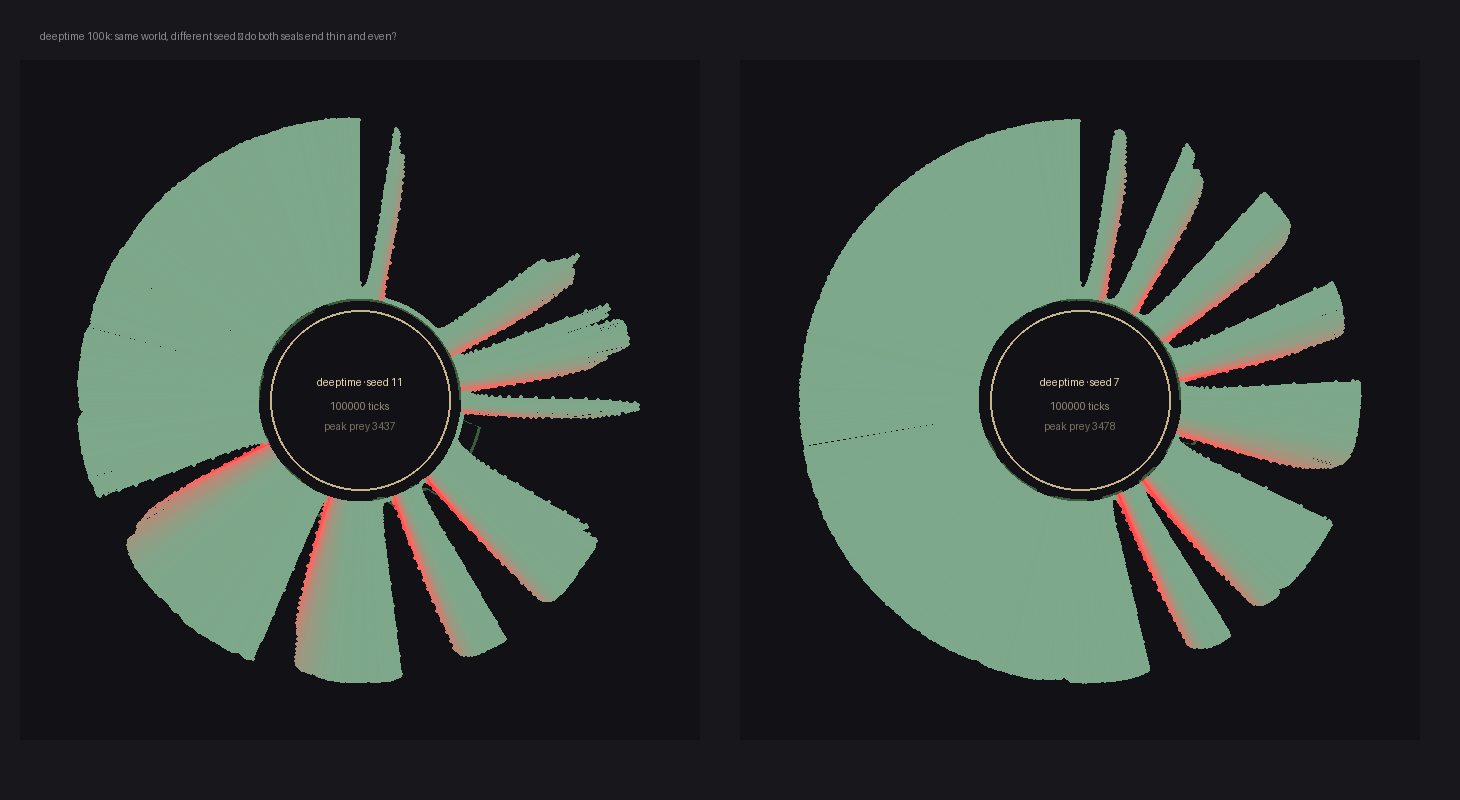 deeptime 100k: same world, different seed do both seals end thin and even?
deeptime · seed 11
100000 ticks
peak prey 3437
deeptime · seed 7
100000 ticks
peak prey 3478